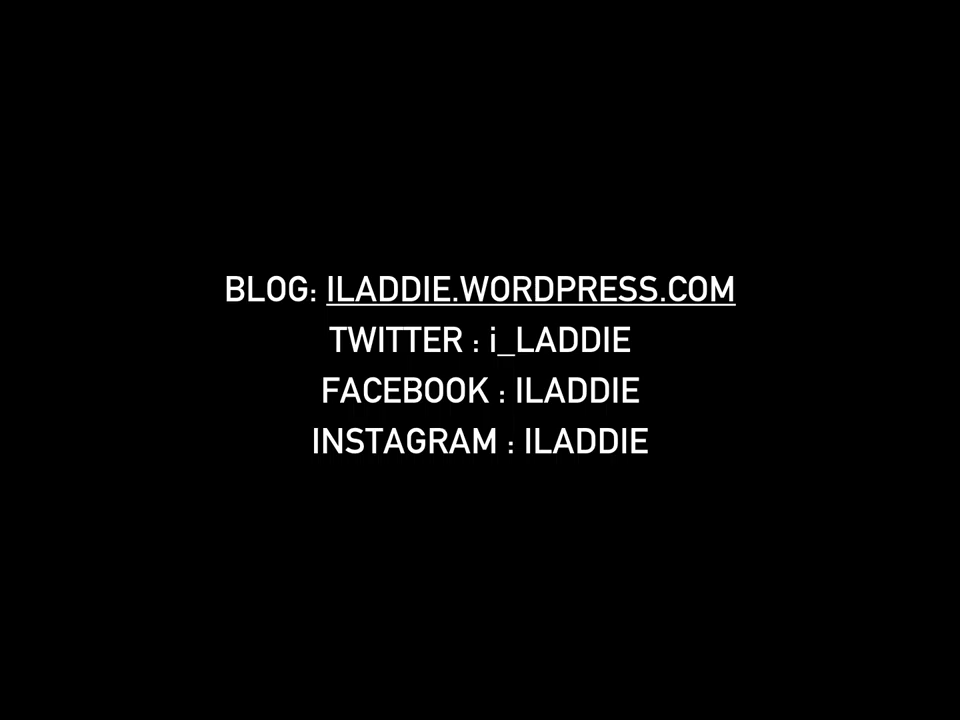 BLOG: ILADDIE.WORDPRESS.COM
TWITTER : i_LADDIE
FACEBOOK : ILADDIE
INSTAGRAM : ILADDIE